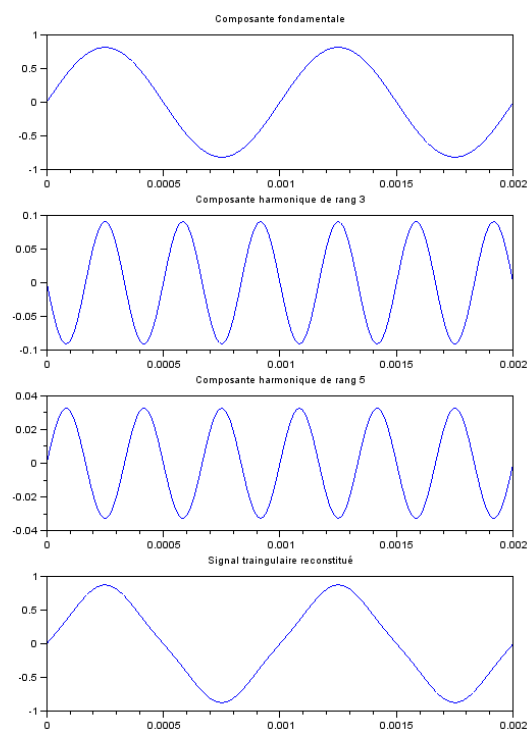 Composante fondamentale
1
0.5
0
-0.5
-1
0 0.0005 0.001 0.0015 0.002
Composante harmonique de rang 3
0.1
0.05
0
-0.05
-0.1
0 0.0005 0.001 0.0015 0.002
Composante harmonique de rang 5
0.04
0.02
0
-0.02
-0.04
0 0.0005 0.001 0.0015 0.002
Signal traingulaire reconstitué
1
0.5
0
-0.5
-1
0 0.0005 0.001 0.0015 0.002